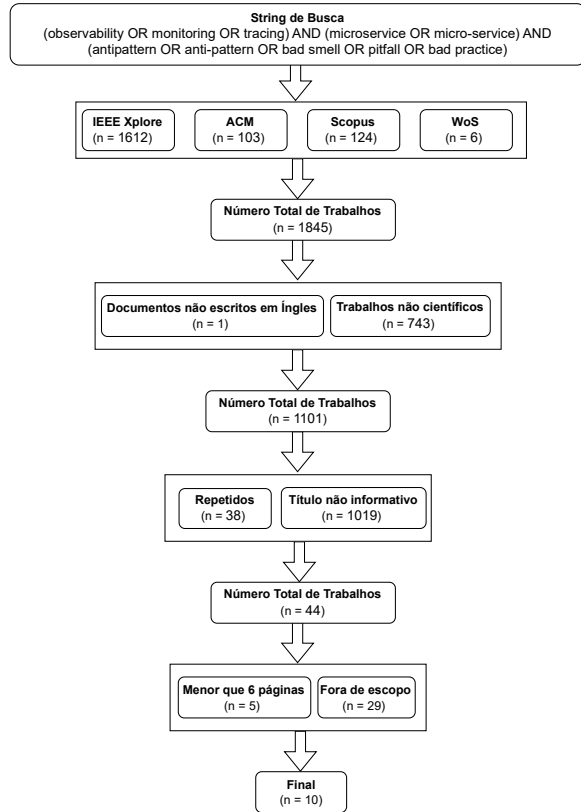 String de Busca
(observability OR monitoring OR tracing) AND (microservice OR micro-service) AND
(antipattern OR anti-pattern OR bad smell OR pitfall OR bad practice)
IEEE Xplore
(n = 1612)
ACM
(n = 103)
Scopus
(n = 124)
WoS
(n = 6)
Número Total de Trabalhos
(n = 1845)
Documentos não escritos em Íngles
(n = 1)
Trabalhos não científicos
(n = 743)
Número Total de Trabalhos
(n = 1101)
Repetidos
(n = 38)
Título não informativo
(n = 1019)
Número Total de Trabalhos
(n = 44)
Menor que 6 páginas
(n = 5)
Fora de escopo
(n = 29)
Final
(n = 10)